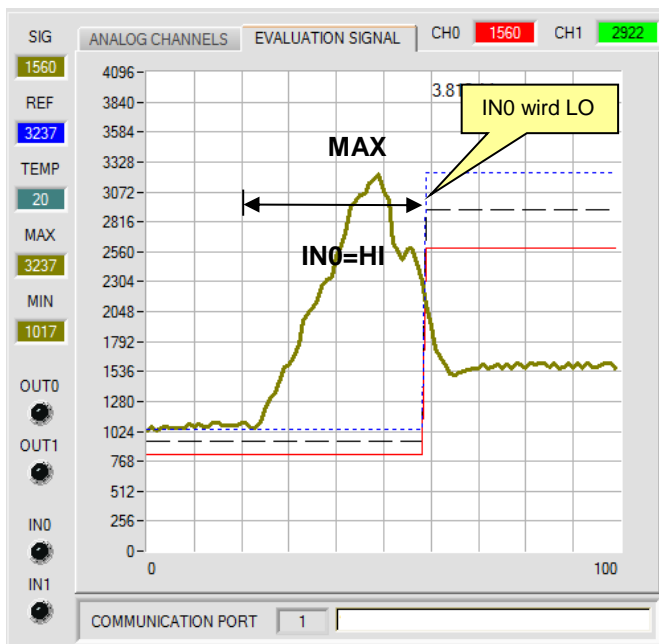 SIG
1560
REF
3237
TEMP
20
MAX
3237
MIN
1017
OUT0
OUT1
IN0
IN1
ANALOG CHANNELS
EVALUATION SIGNAL
CH0 1560
CH1 2922
4096
3840
3584
3328
3072
2816
2560
2304
2048
1792
1536
1280
1024
768
512
256
0
0 100
IN0 wird LO
MAX
IN0=HI
COMMUNICATION PORT 1